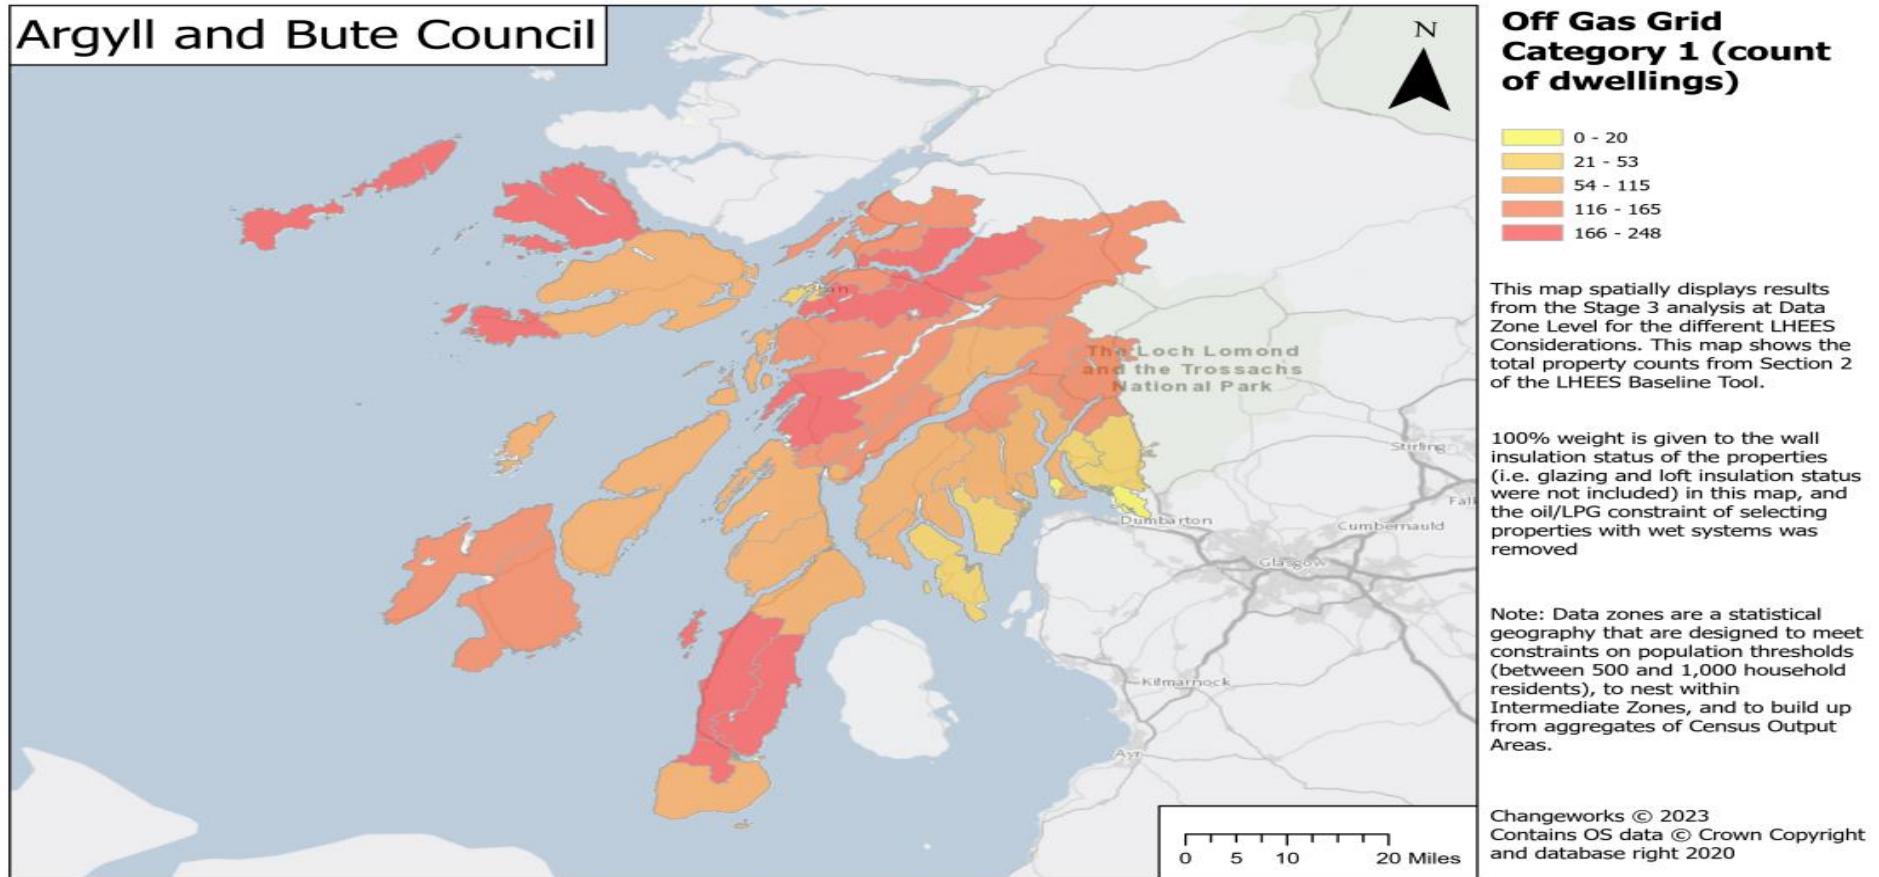 Argyll and Bute Council
N
The Loch Lomond
and the Trossachs
National Park
Stirling
Dumbarton
Cumbernauld
Glasgow
Kilmarnock
Ayr
0 5 10 20 Miles
Off Gas Grid
Category 1 (count
of dwellings)
0 - 20
21 - 53
54 - 115
116 - 165
166 - 248
This map spatially displays results
from the Stage 3 analysis at Data
Zone Level for the different LHEES
Considerations. This map shows the
total property counts from Section 2
of the LHEES Baseline Tool.
100% weight is given to the wall
insulation status of the properties
(i.e. glazing and loft insulation status
were not included) in this map, and
the oil/LPG constraint of selecting
properties with wet systems was
removed
Note: Data zones are a statistical
geography that are designed to meet
constraints on population thresholds
(between 500 and 1,000 household
residents), to nest within
Intermediate Zones, and to build up
from aggregates of Census Output
Areas.
Changeworks © 2023
Contains OS data © Crown Copyright
and database right 2020